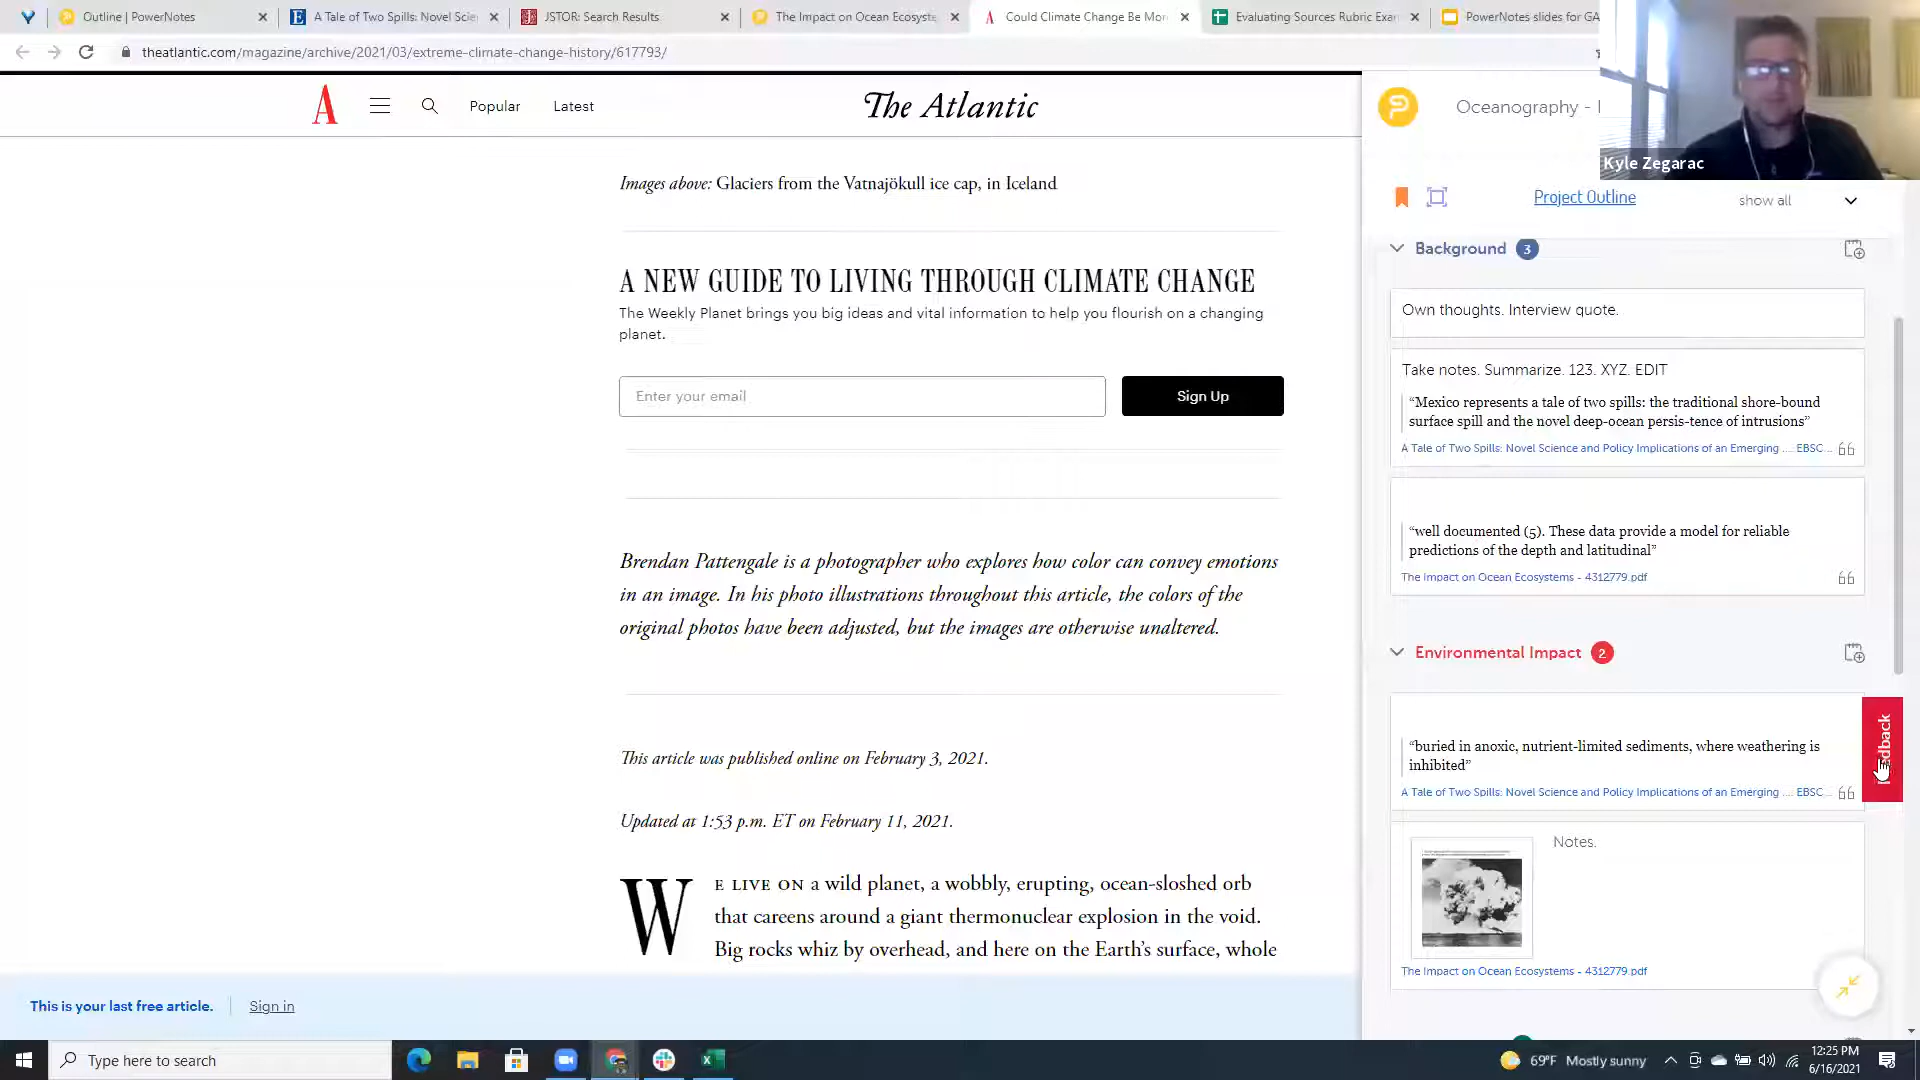 Outline | PowerNotes
A Tale of Two Spills: Novel Scie
JSTOR: Search Results
The Impact on Ocean Ecosyste
Could Climate Change Be Mor
Evaluating Sources Rubric Exa
PowerNotes slides for GA
theatlantic.com/magazine/archive/2021/03/extreme-climate-change-history/617793/
Popular
Latest
The Atlantic
Oceanography -
Kyle Zegarac
Project Outline
show all
Images above: Glaciers from the Vatnajökull ice cap, in Iceland
A NEW GUIDE TO LIVING THROUGH CLIMATE CHANGE
The Weekly Planet brings you big ideas and vital information to help you flourish on a changing
planet.
Enter your email
Sign Up
Brendan Pattengale is a photographer who explores how color can convey emotions
in an image. In his photo illustrations throughout this article, the colors of the
original photos have been adjusted, but the images are otherwise unaltered.
This article was published online on February 3, 2021.
Updated at 1:53 p.m. ET on February 11, 2021.
WE LIVE ON a wild planet, a wobbly, erupting, ocean-sloshed orb
that careens around a giant thermonuclear explosion in the void.
Big rocks whiz by overhead, and here on the Earth's surface, whole
This is your last free article.
Sign in
Background 3
Own thoughts. Interview quote.
Take notes. Summarize. 123. XYZ. EDIT
“Mexico represents a tale of two spills: the traditional shore-bound
surface spill and the novel deep-ocean persis-tence of intrusions”
A Tale of Two Spills: Novel Science and Policy Implications of an Emerging .... EBSC...
“well documented (5). These data provide a model for reliable
predictions of the depth and latitudinal”
The Impact on Ocean Ecosystems - 4312779.pdf
Environmental Impact 2
“buried in anoxic, nutrient-limited sediments, where weathering is
inhibited”
A Tale of Two Spills: Novel Science and Policy Implications of an Emerging .... EBSC...
Notes.
The Impact on Ocean Ecosystems - 4312779.pdf
Type here to search
69°F Mostly sunny
12:25 PM
6/16/2021